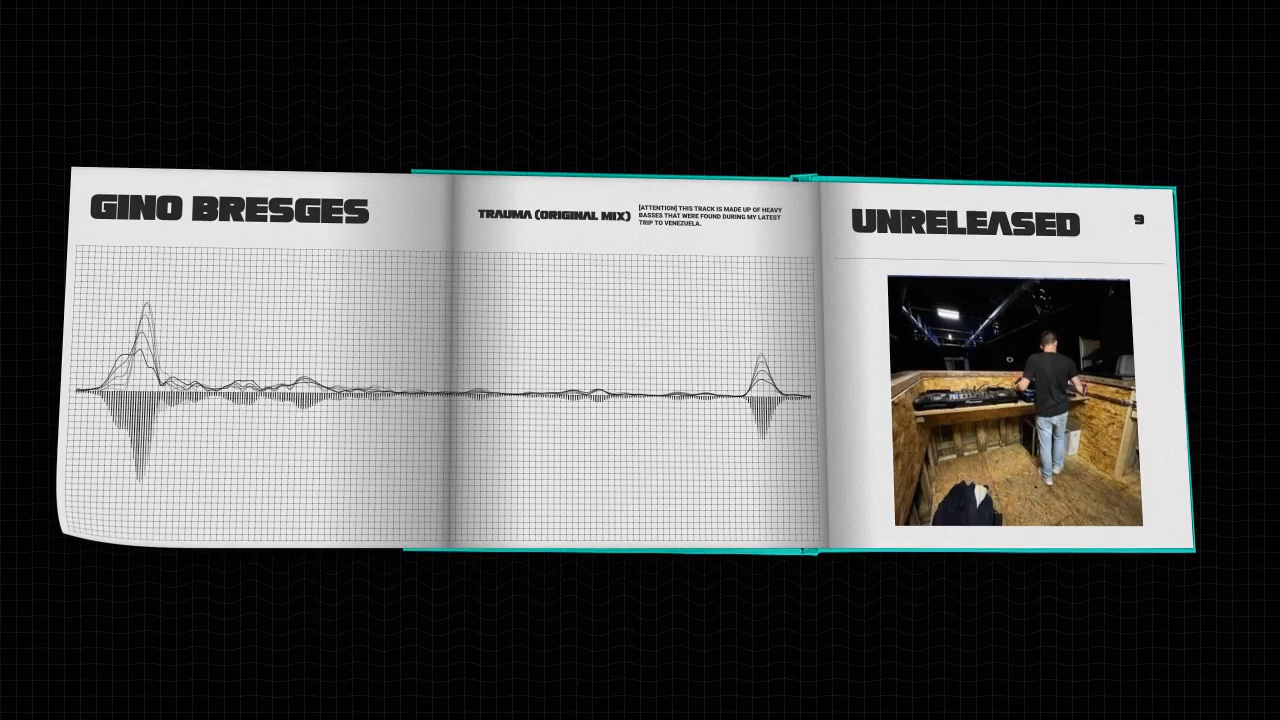 GINO BRESGES
TRAUMA (ORIGINAL MIX)
[ATTENTION] THIS TRACK IS MADE UP OF HEAVY
BASSES THAT WERE FOUND DURING MY LATEST
TRIP TO VENEZUELA.
UNRELEASED
9